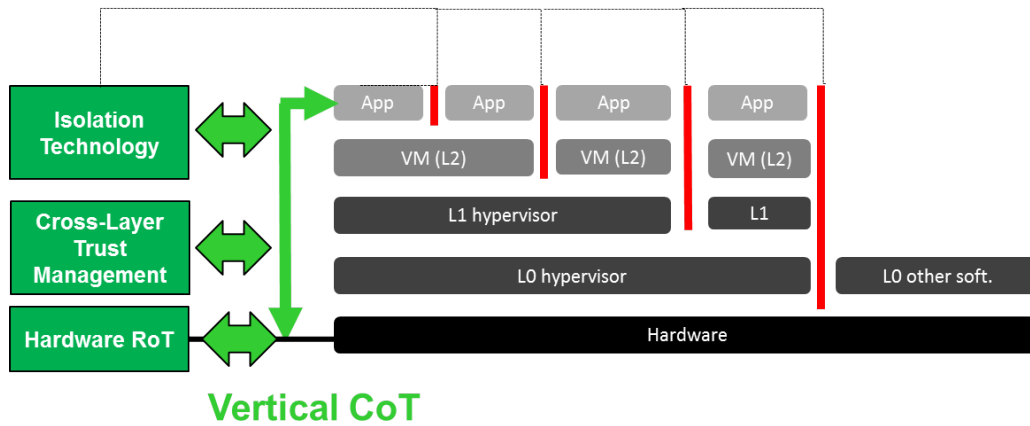 Isolation
Technology
Cross-Layer
Trust
Management
Hardware RoT
App
App
App
App
VM (L2)
VM (L2)
VM (L2)
L1 hypervisor
L1
L0 hypervisor
L0 other soft.
Hardware
Vertical CoT